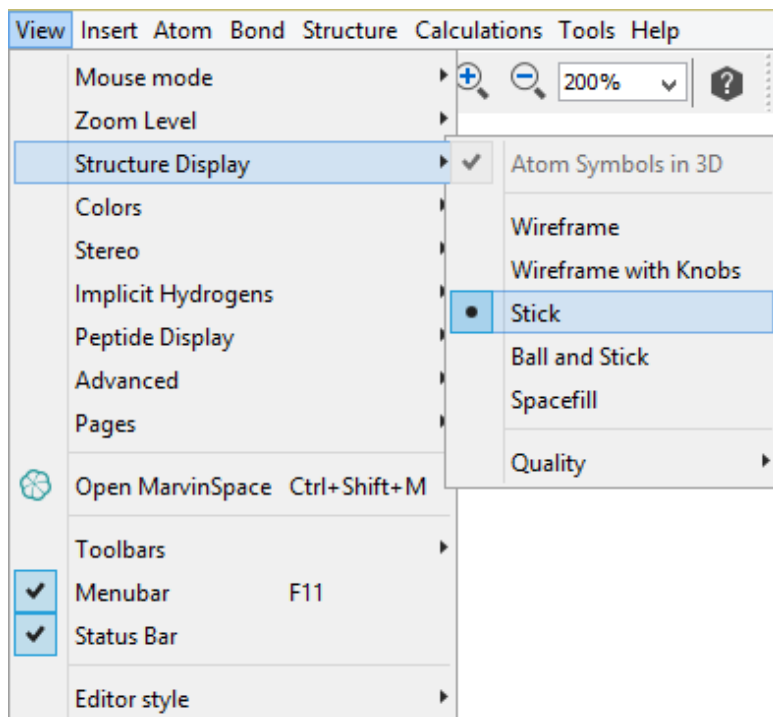 View Insert Atom Bond Structure Calculations Tools Help
200%
Mouse mode
Zoom Level
Structure Display
Colors
Stereo
Implicit Hydrogens
Peptide Display
Advanced
Pages
Open MarvinSpace Ctrl+Shift+M
Toolbars
Menubar F11
Status Bar
Editor style
Atom Symbols in 3D
Wireframe
Wireframe with Knobs
Stick
Ball and Stick
Spacefill
Quality